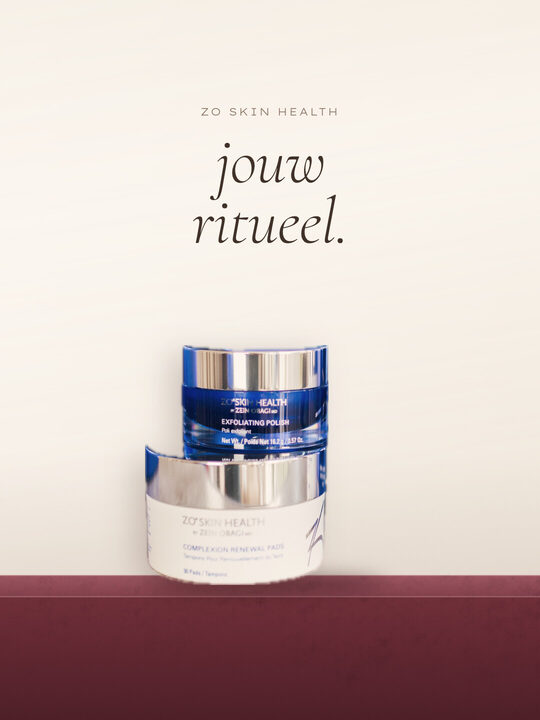 ZO SKIN HEALTH
jouw
ritueel.
ZO SKIN HEALTH
BY ZEIN OBAGI MD
EXFOLIATING POLISH
Poli exfoliant
Net Wt. / Poids Net 16.2 g / 0.57 Oz.
ZO SKIN HEALTH
BY ZEIN OBAGI MD
COMPLEXION RENEWAL PADS
Tampons Pour Renouvellement du Teint
30 Pads / Tampons